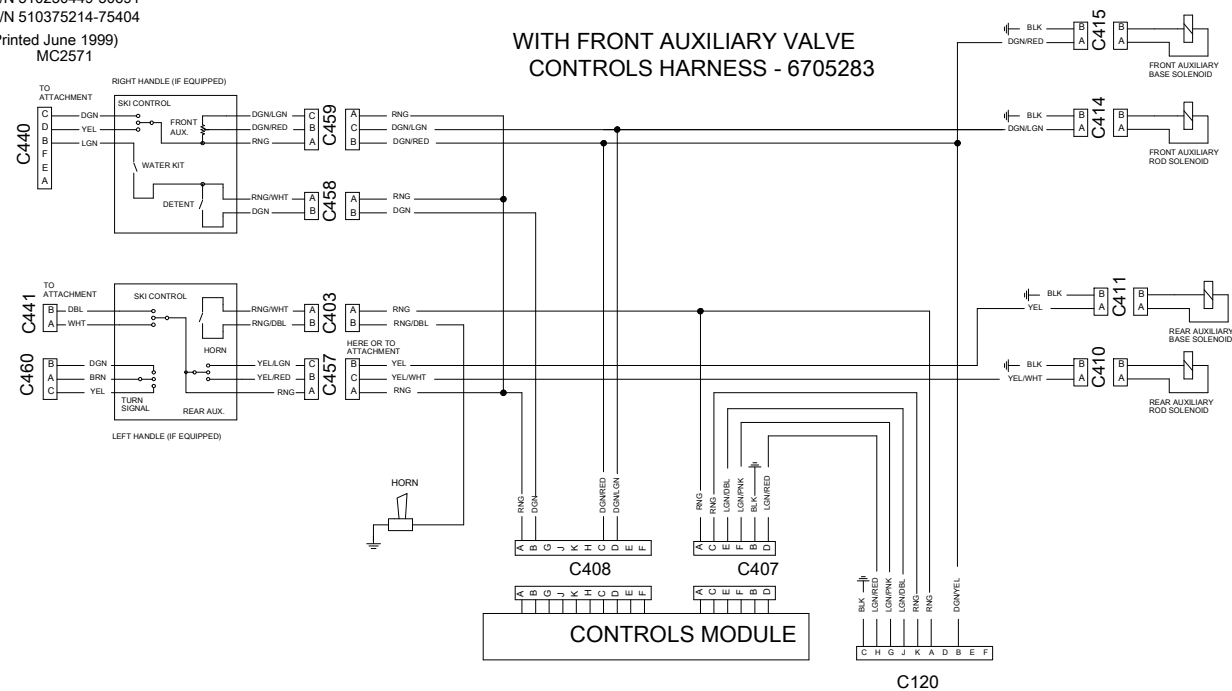 /N 510375214-75404
Printed June 1999)
MC2571
WITH FRONT AUXILIARY VALVE
CONTROLS HARNESS - 6705283
RIGHT HANDLE (IF EQUIPPED)
TO
ATTACHMENT
C440
C DGN
D YEL
B LGN
F
E
A
SKI CONTROL
FRONT
AUX.
WATER KIT
DETENT
DGN/LGN C
DGN/RED B
RNG A
C459
A RNG
C DGN/LGN
B DGN/RED
RNG/WHT A
DGN B
C458
A RNG
B DGN
BLK B
DGN/RED A
C415
B
A
FRONT AUXILIARY
BASE SOLENOID
BLK B
DGN/LGN A
C414
B
A
FRONT AUXILIARY
ROD SOLENOID
TO
ATTACHMENT
C441
B DBL
A WHT
C460
B DGN
A BRN
C YEL
SKI CONTROL
HORN
TURN
SIGNAL
REAR AUX.
LEFT HANDLE (IF EQUIPPED)
RNG/WHT A
RNG/DBL B
C403
A RNG
B RNG/DBL
HERE OR TO
ATTACHMENT
YEL/LGN C
YEL/RED B
RNG A
C457
B YEL
C YEL/WHT
A RNG
BLK B
YEL A
C411
B
A
REAR AUXILIARY
BASE SOLENOID
BLK B
YEL/WHT A
C410
B
A
REAR AUXILIARY
ROD SOLENOID
HORN
RNG DGN DGN/RED DGN/LGN
A B G J K H C D E F
C408
A B G J K H C D E F
RNG RNG LGN/DBL LGN/PNK BLK LGN/RED
A C E F B D
C407
A C E F B D
CONTROLS MODULE
BLK LGN/RED LGN/PNK LGN/DBL RNG RNG DGN/YEL
C H G J K A D B E F
C120